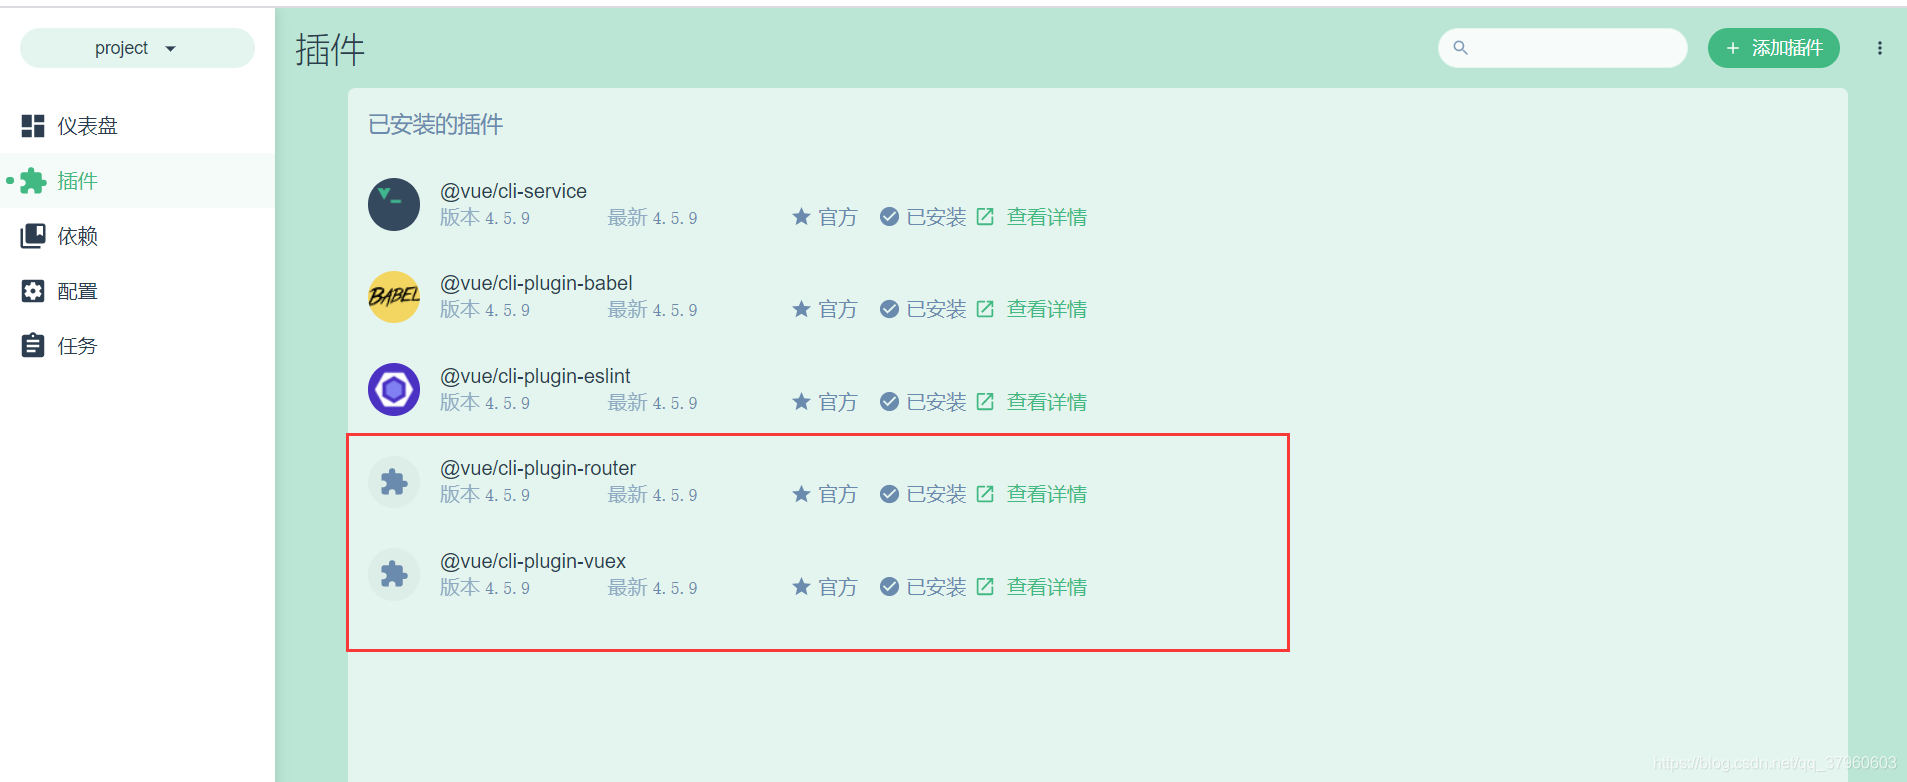 project
插件
添加插件
仪表盘
插件
依赖
配置
任务
已安装的插件
@vue/cli-service
版本 4.5.9 最新 4.5.9 官方 已安装 查看详情
BABEL
@vue/cli-plugin-babel
版本 4.5.9 最新 4.5.9 官方 已安装 查看详情
@vue/cli-plugin-eslint
版本 4.5.9 最新 4.5.9 官方 已安装 查看详情
@vue/cli-plugin-router
版本 4.5.9 最新 4.5.9 官方 已安装 查看详情
@vue/cli-plugin-vuex
版本 4.5.9 最新 4.5.9 官方 已安装 查看详情
https://blog.csdn.net/qq_37960603